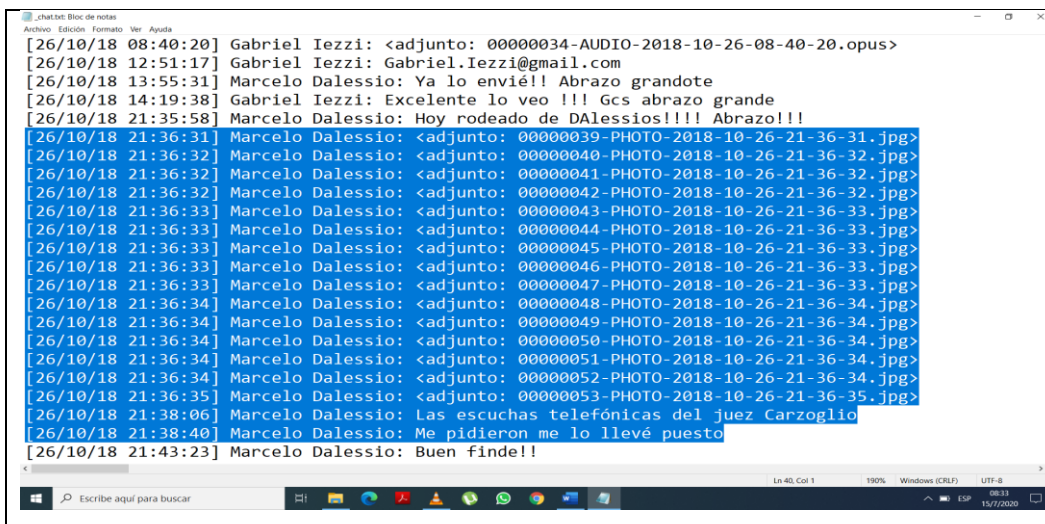 _chat.txt: Bloc de notas
Archivo Edición Formato Ver Ayuda
[26/10/18 08:40:20] Gabriel Iezzi: <adjunto: 00000034-AUDIO-2018-10-26-08-40-20.opus>
[26/10/18 12:51:17] Gabriel Iezzi: Gabriel.Iezzi@gmail.com
[26/10/18 13:55:31] Marcelo Dalessio: Ya lo envié!! Abrazo grandote
[26/10/18 14:19:38] Gabriel Iezzi: Excelente lo veo !!! Gcs abrazo grande
[26/10/18 21:35:58] Marcelo Dalessio: Hoy rodeado de DAlessios!!!! Abrazo!!!
[26/10/18 21:36:31] Marcelo Dalessio: <adjunto: 00000039-PHOTO-2018-10-26-21-36-31.jpg>
[26/10/18 21:36:32] Marcelo Dalessio: <adjunto: 00000040-PHOTO-2018-10-26-21-36-32.jpg>
[26/10/18 21:36:32] Marcelo Dalessio: <adjunto: 00000041-PHOTO-2018-10-26-21-36-32.jpg>
[26/10/18 21:36:32] Marcelo Dalessio: <adjunto: 00000042-PHOTO-2018-10-26-21-36-32.jpg>
[26/10/18 21:36:33] Marcelo Dalessio: <adjunto: 00000043-PHOTO-2018-10-26-21-36-33.jpg>
[26/10/18 21:36:33] Marcelo Dalessio: <adjunto: 00000044-PHOTO-2018-10-26-21-36-33.jpg>
[26/10/18 21:36:33] Marcelo Dalessio: <adjunto: 00000045-PHOTO-2018-10-26-21-36-33.jpg>
[26/10/18 21:36:33] Marcelo Dalessio: <adjunto: 00000046-PHOTO-2018-10-26-21-36-33.jpg>
[26/10/18 21:36:33] Marcelo Dalessio: <adjunto: 00000047-PHOTO-2018-10-26-21-36-33.jpg>
[26/10/18 21:36:34] Marcelo Dalessio: <adjunto: 00000048-PHOTO-2018-10-26-21-36-34.jpg>
[26/10/18 21:36:34] Marcelo Dalessio: <adjunto: 00000049-PHOTO-2018-10-26-21-36-34.jpg>
[26/10/18 21:36:34] Marcelo Dalessio: <adjunto: 00000050-PHOTO-2018-10-26-21-36-34.jpg>
[26/10/18 21:36:34] Marcelo Dalessio: <adjunto: 00000051-PHOTO-2018-10-26-21-36-34.jpg>
[26/10/18 21:36:34] Marcelo Dalessio: <adjunto: 00000052-PHOTO-2018-10-26-21-36-34.jpg>
[26/10/18 21:36:35] Marcelo Dalessio: <adjunto: 00000053-PHOTO-2018-10-26-21-36-35.jpg>
[26/10/18 21:38:06] Marcelo Dalessio: Las escuchas telefónicas del juez Carzoglio
[26/10/18 21:38:40] Marcelo Dalessio: Me pidieron me lo llevé puesto
[26/10/18 21:43:23] Marcelo Dalessio: Buen finde!!
Ln 40, Col 1 190% Windows (CRLF) UTF-8
Escribe aquí para buscar
ESP
08:33
15/7/2020